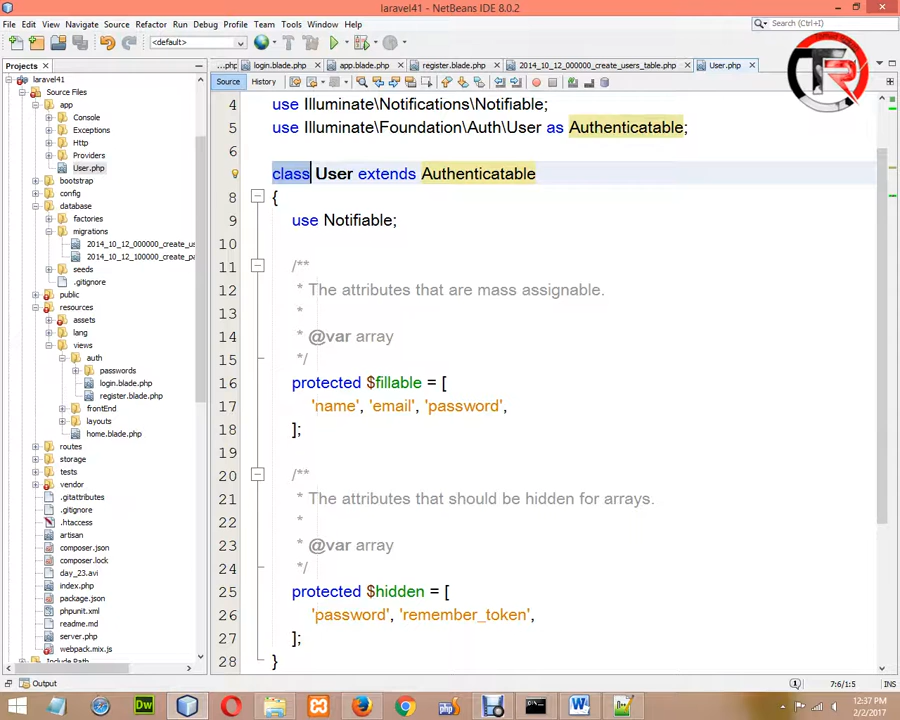 laravel41 - NetBeans IDE 8.0.2
File Edit View Navigate Source Refactor Run Debug Profile Team Tools Window Help
Search (Ctrl+I)
<default>
Projects
...php login.blade.php app.blade.php register.blade.php 2014_10_12_000000_create_users_table.php User.php
Source History
laravel41
Source Files
app
Console
Exceptions
Http
Providers
User.php
bootstrap
config
database
factories
migrations
2014_10_12_000000_create_us
2014_10_12_100000_create_pa
seeds
.gitignore
public
resources
assets
lang
views
auth
passwords
login.blade.php
register.blade.php
frontEnd
layouts
home.blade.php
routes
storage
tests
vendor
.gitattributes
.gitignore
.htaccess
artisan
composer.json
composer.lock
day_23.avi
index.php
package.json
phpunit.xml
readme.md
server.php
webpack.mix.js
Include Path
4 use Illuminate\Notifications\Notifiable;
5 use Illuminate\Foundation\Auth\User as Authenticatable;
6
class User extends Authenticatable
8 {
9 use Notifiable;
10
11 /**
12 * The attributes that are mass assignable.
13 *
14 * @var array
15 */
16 protected $fillable = [
17 'name', 'email', 'password',
18 ];
19
20 /**
21 * The attributes that should be hidden for arrays.
22 *
23 * @var array
24 */
25 protected $hidden = [
26 'password', 'remember_token',
27 ];
28 }
Output
7:6/1:5 INS
Dw
php
12:37 PM
2/2/2017